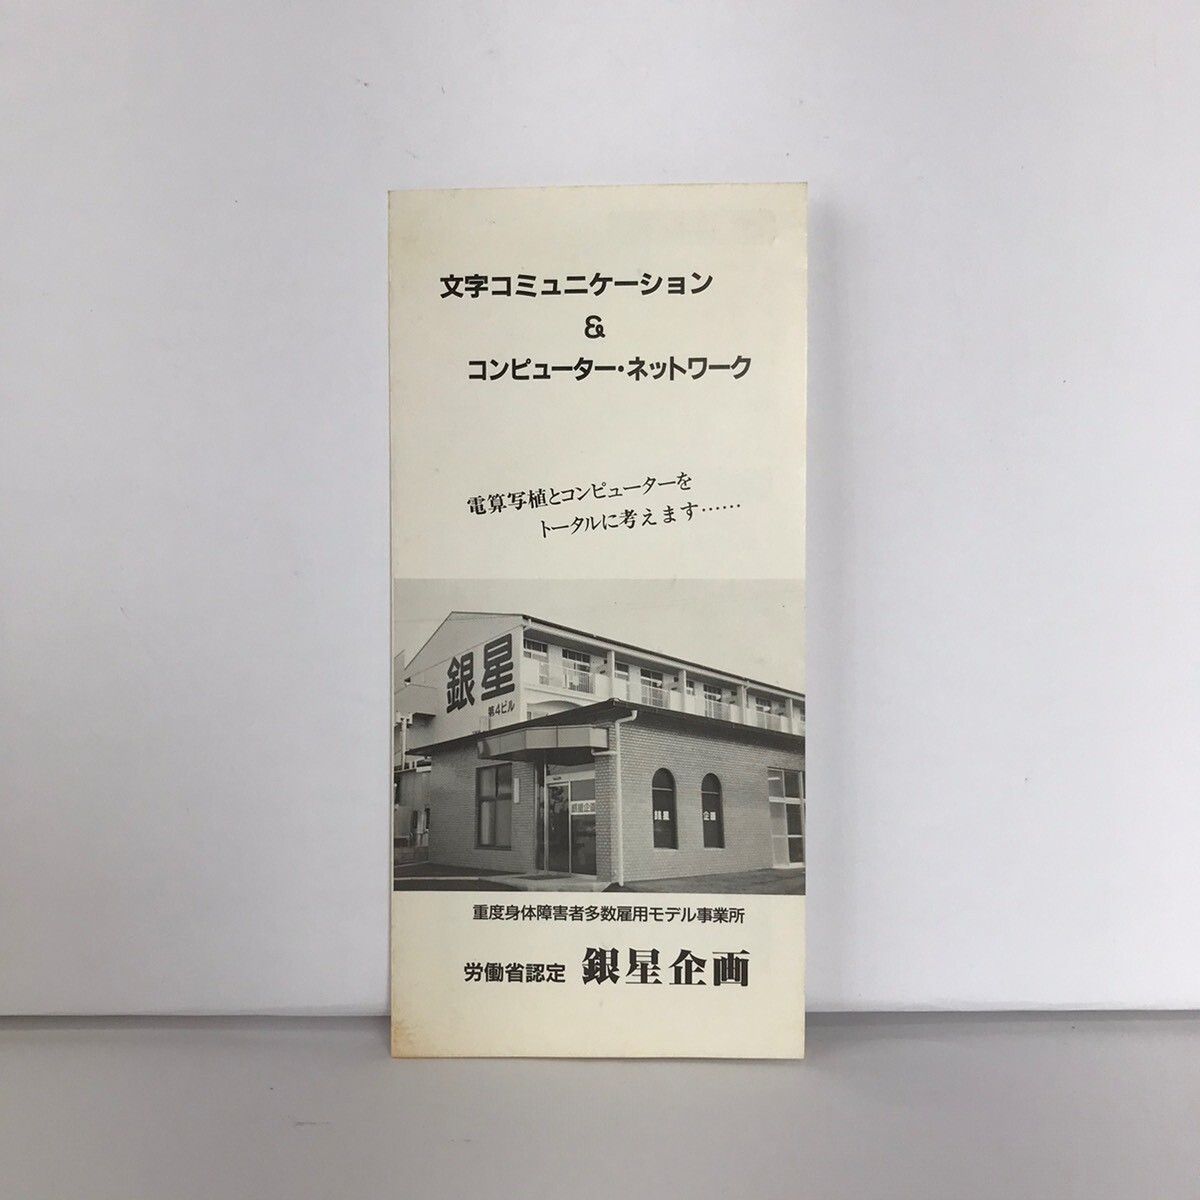 文字コミュニケーション
&
コンピューター・ネットワーク
電算写植とコンピューターを
トータルに考えます……
銀星
第4ビル
銀星企画
銀星
企画
重度身体障害者多数雇用モデル事業所
労働省認定 銀星企画